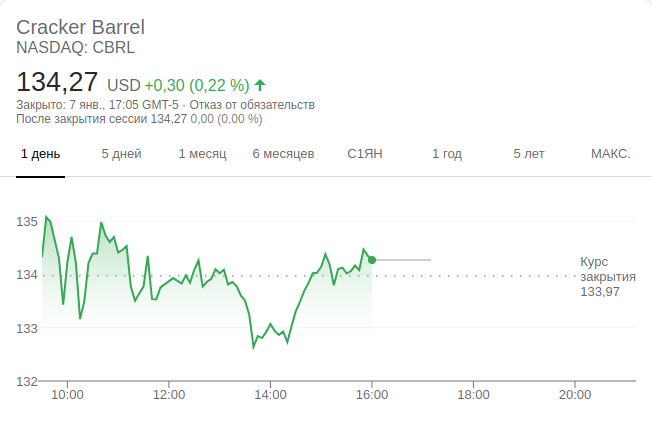 Cracker Barrel
NASDAQ: CBRL
134,27 USD +0,30 (0,22 %)
Закрыто: 7 янв., 17:05 GMT-5 · Отказ от обязательств
После закрытия сессии 134,27 0,00 (0,00 %)
1 день 5 дней 1 месяц 6 месяцев С1ЯН 1 год 5 лет МАКС.
135
134
133
132
Курс
закрытия
133,97
10:00 12:00 14:00 16:00 18:00 20:00